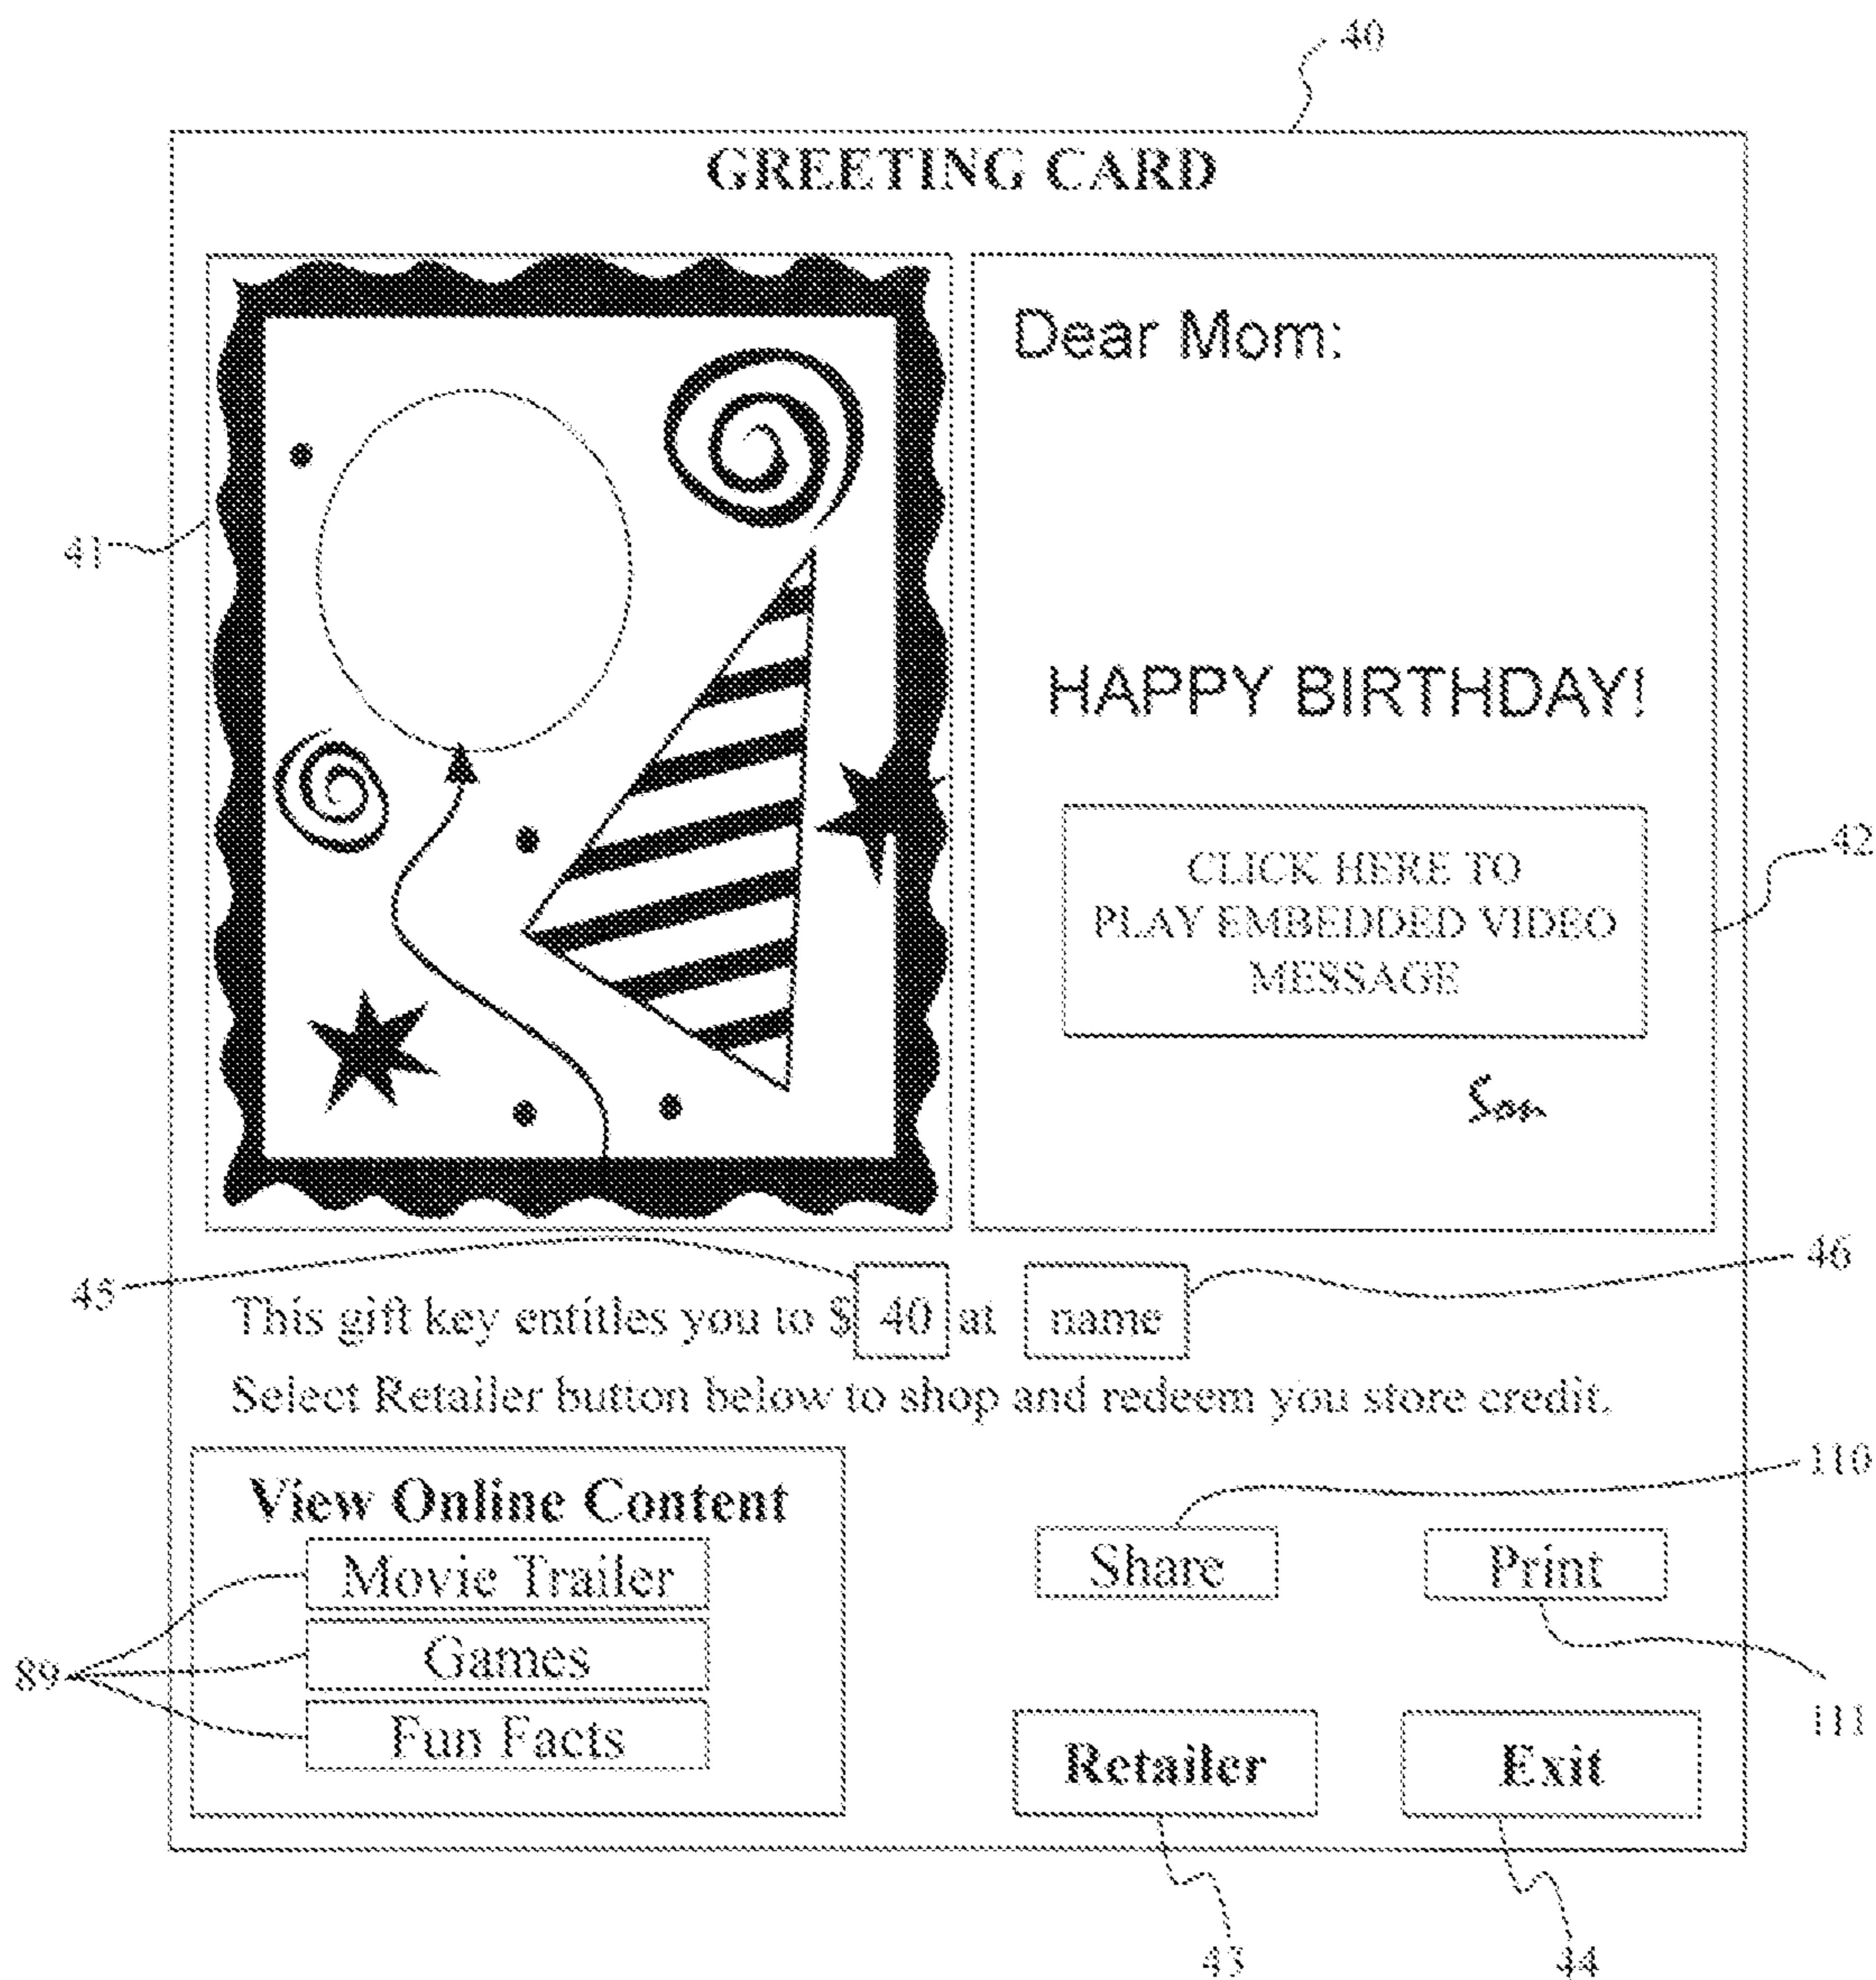 40
GREETING CARD
Dear Mom:
41
HAPPY BIRTHDAY!
CLICK HERE TO
PLAY EMBEDDED VIDEO
MESSAGE
42
Son
45
46
This gift key entitles you to $ 40 at name
Select Retailer button below to shop and redeem you store credit.
110
View Online Content
Movie Trailer
Games
Fun Facts
89
Share
Print
111
Retailer
Exit
43
44